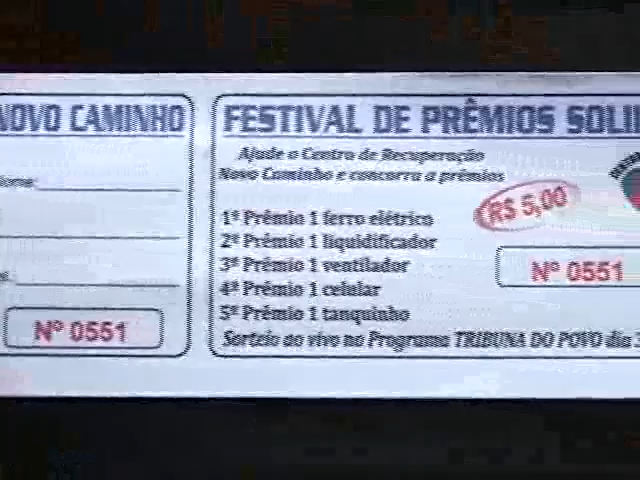 NOVO CAMINHO
Nº 0551
FESTIVAL DE PRÊMIOS SOLI
Ajude o Centro de Recuperação
Novo Caminho e concorra a prêmios
R$ 5,00
1º Prêmio 1 ferro elétrico
2º Prêmio 1 liquidificador
3º Prêmio 1 ventilador
4º Prêmio 1 celular
5º Prêmio 1 tanquinho
Nº 0551
Sorteio ao vivo no Programa TRIBUNA DO POVO dia 3